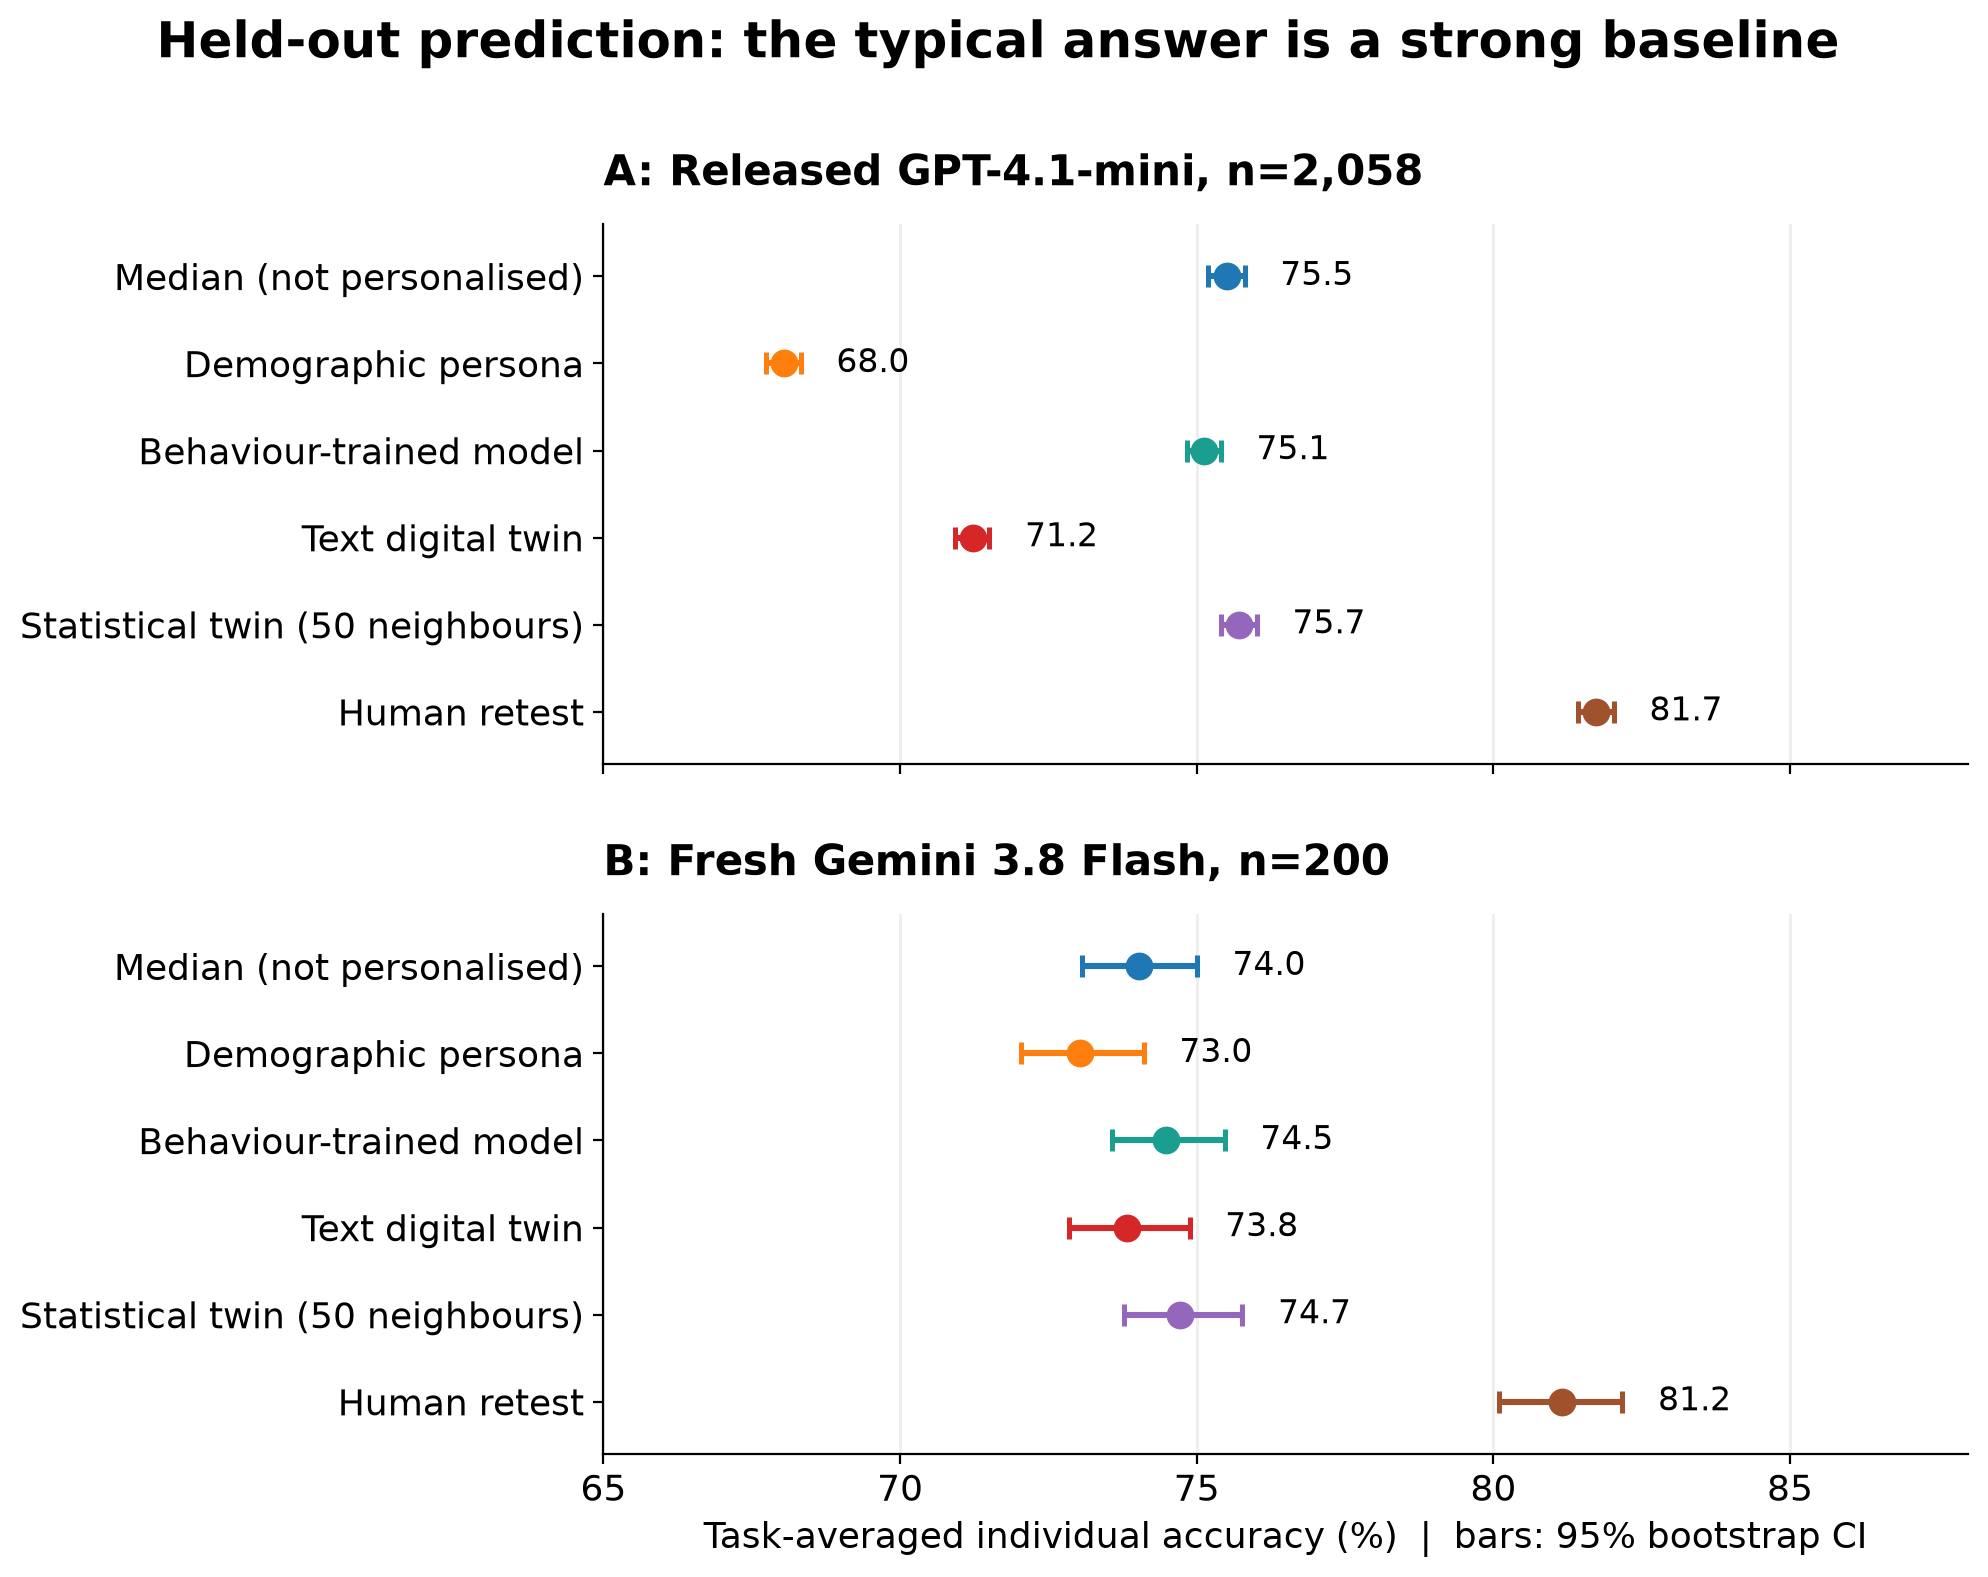 Held-out prediction: the typical answer is a strong baseline
A: Released GPT-4.1-mini, n=2,058
Median (not personalised) 75.5
Demographic persona 68.0
Behaviour-trained model 75.1
Text digital twin 71.2
Statistical twin (50 neighbours) 75.7
Human retest 81.7
B: Fresh Gemini 3.8 Flash, n=200
Median (not personalised) 74.0
Demographic persona 73.0
Behaviour-trained model 74.5
Text digital twin 73.8
Statistical twin (50 neighbours) 74.7
Human retest 81.2
65 70 75 80 85
Task-averaged individual accuracy (%) | bars: 95% bootstrap CI